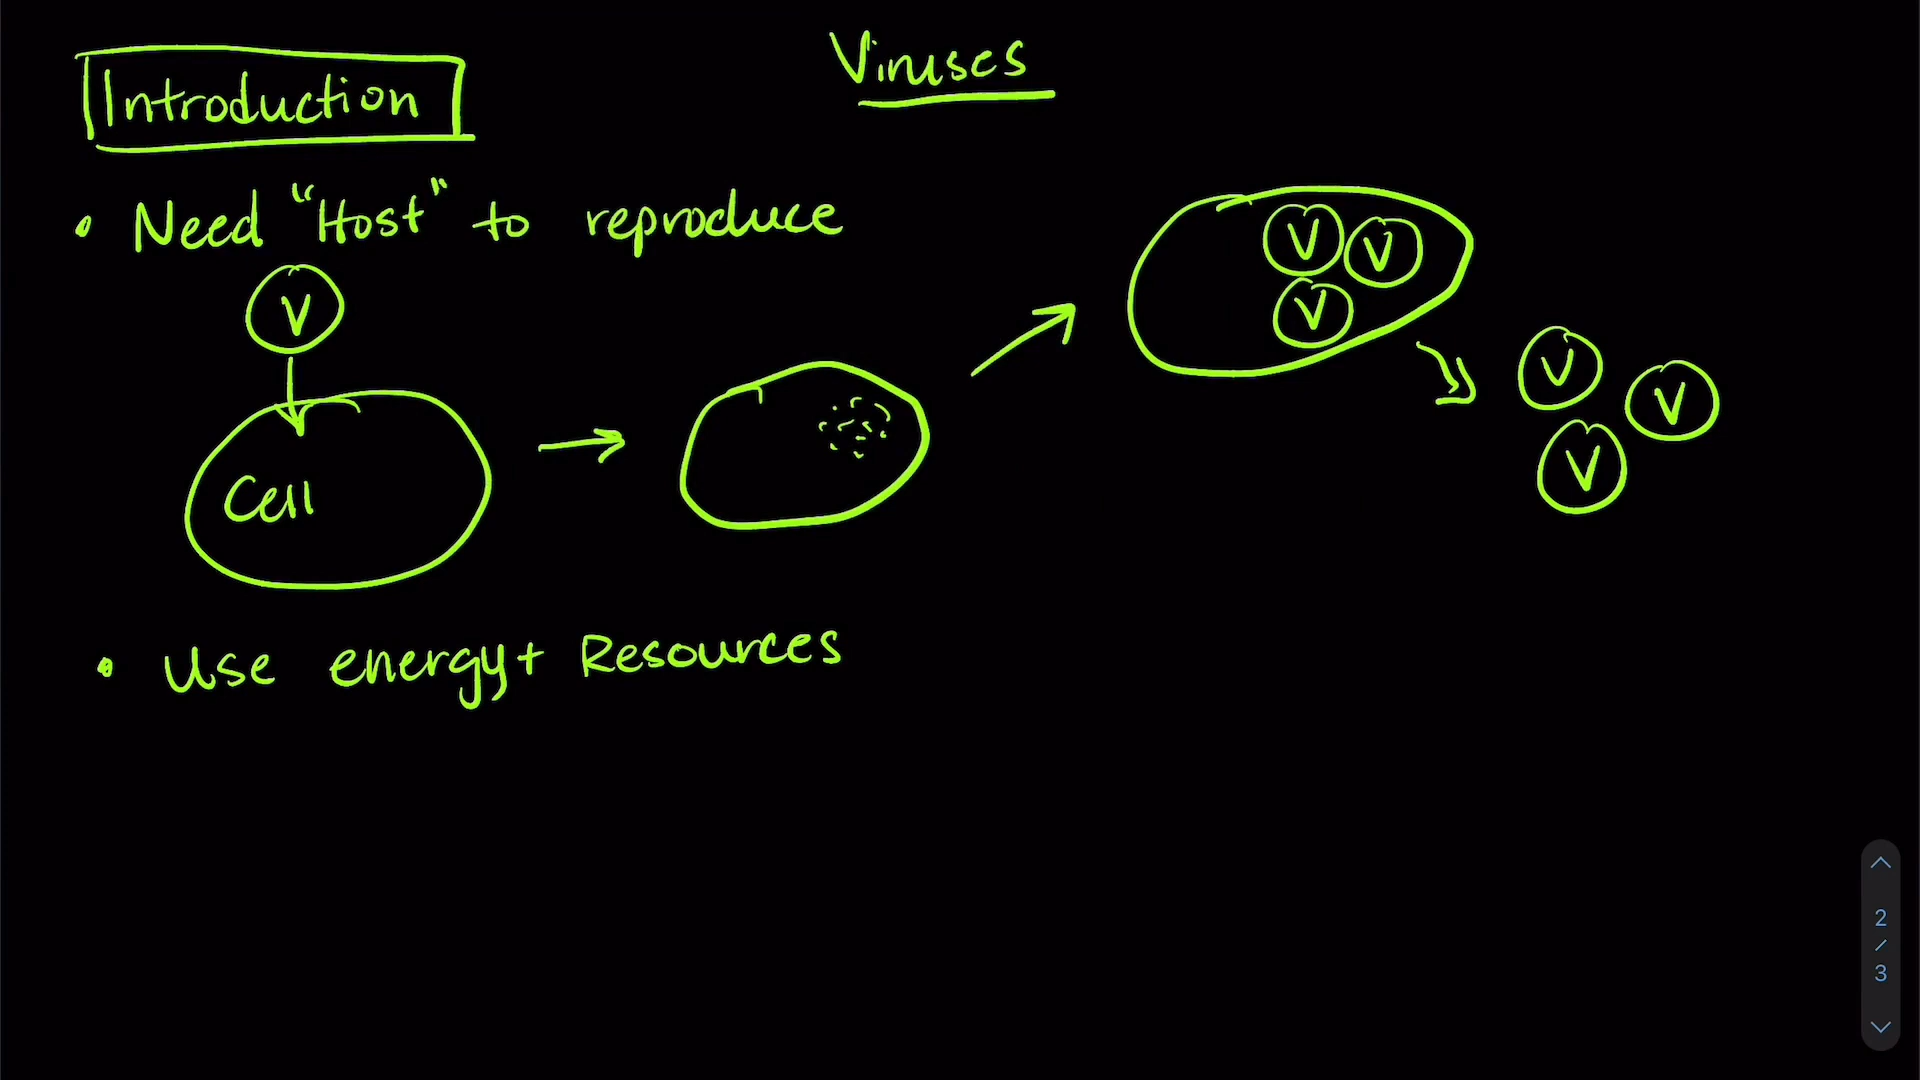 Viruses
Introduction
• Need "Host" to reproduce
V
Cell
V V
V
V
V
V
• Use energy + Resources
2
/
3